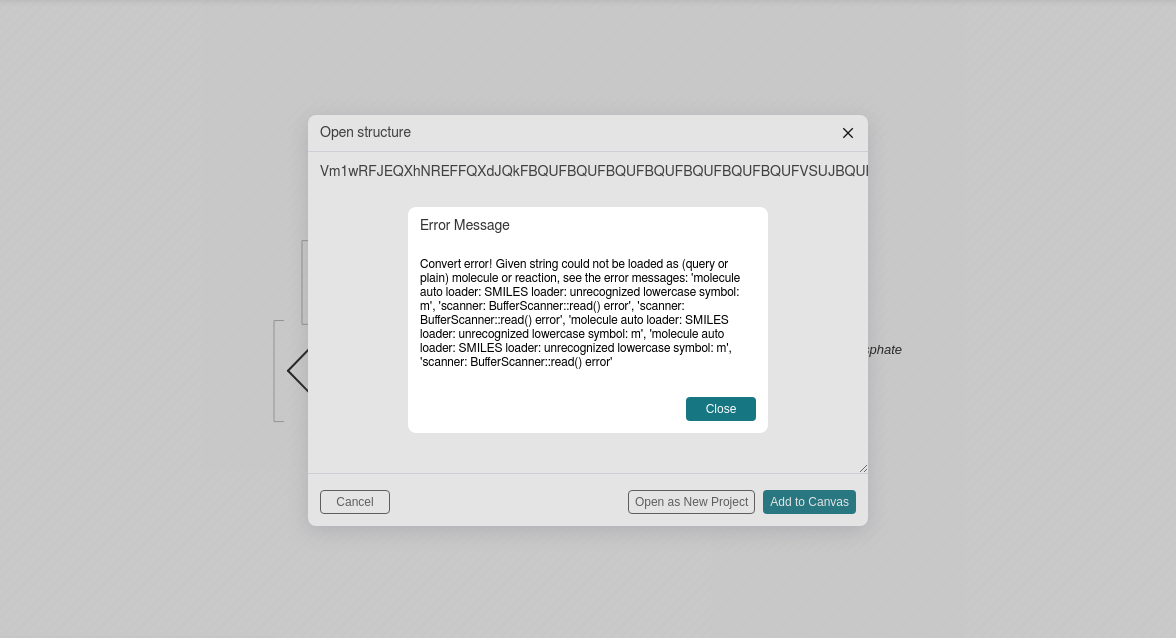 Open structure
Vm1wRFJEQXhNREFFQXdJQkFBQUFBQUFBQUFBQUFBQUFBQUFBQUFBQUFVSUJBQUI
Error Message
Convert error! Given string could not be loaded as (query or
plain) molecule or reaction, see the error messages: 'molecule
auto loader: SMILES loader: unrecognized lowercase symbol:
m', 'scanner: BufferScanner::read() error', 'scanner:
BufferScanner::read() error', 'molecule auto loader: SMILES
loader: unrecognized lowercase symbol: m', 'molecule auto
loader: SMILES loader: unrecognized lowercase symbol: m',
'scanner: BufferScanner::read() error'
sphate
Close
Cancel
Open as New Project
Add to Canvas